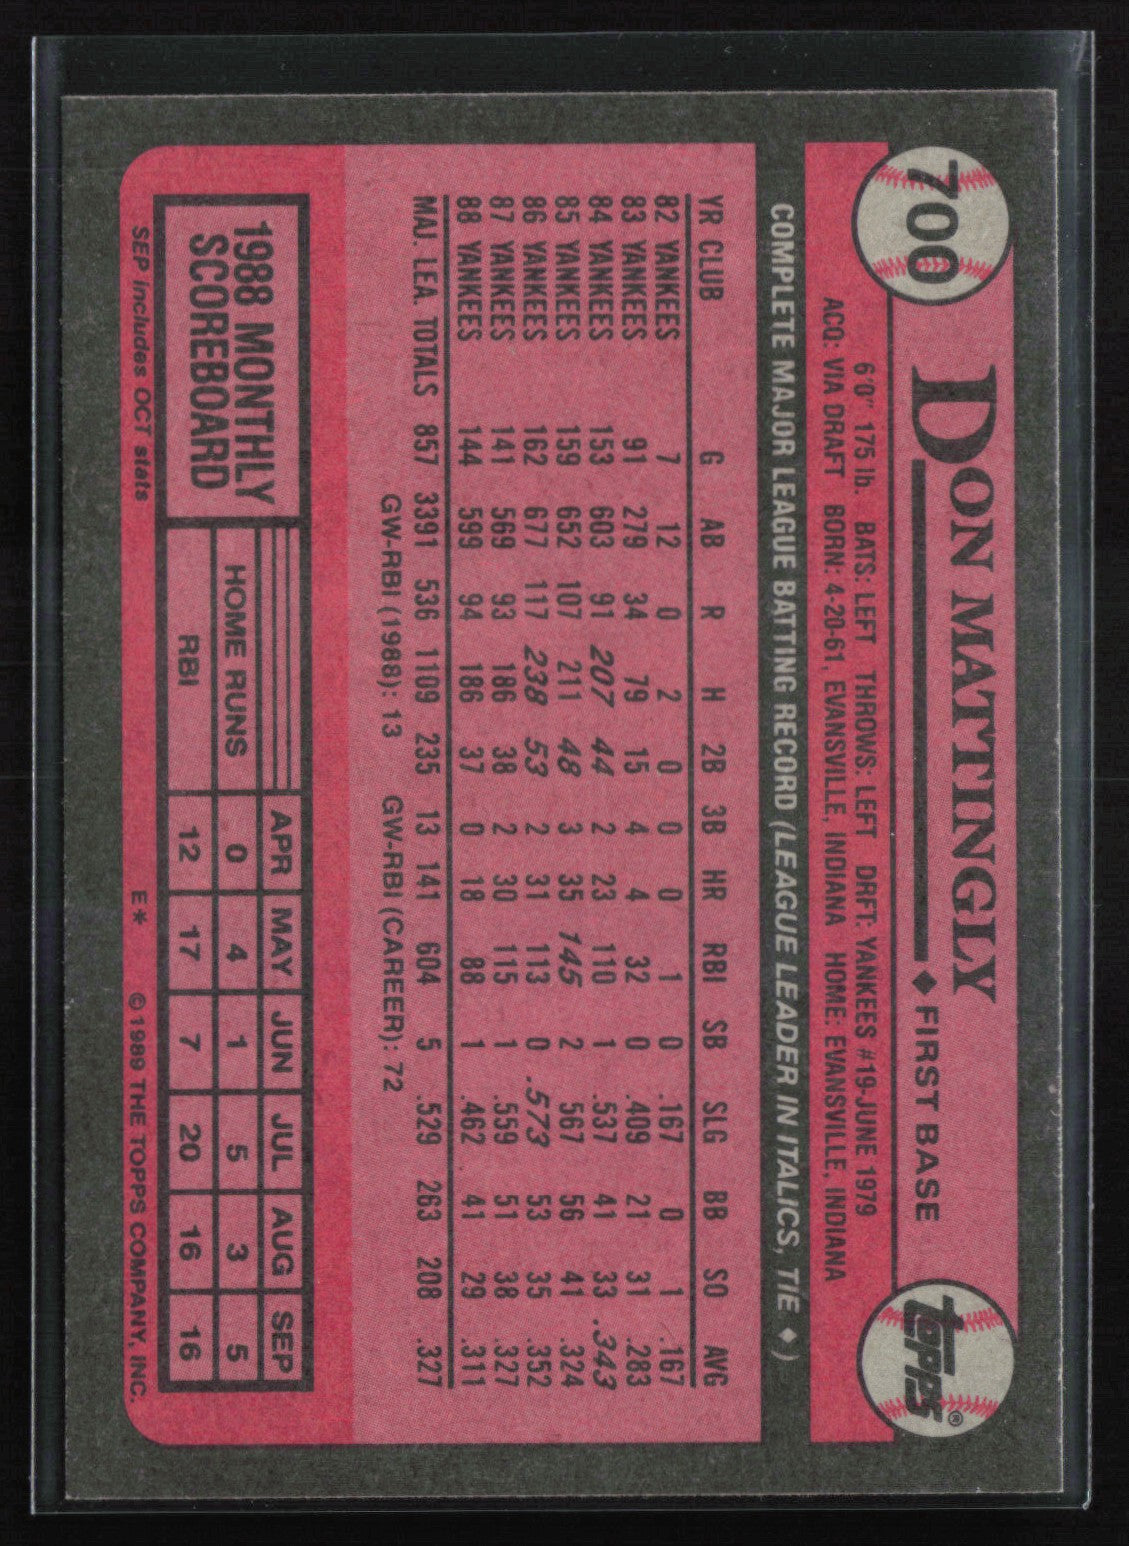 700
DON MATTINGLY ◆ FIRST BASE
TOPPS®
6'0" 175 lb. BATS: LEFT THROWS: LEFT DRFT: YANKEES #19-JUNE 1979
ACQ: VIA DRAFT BORN: 4-20-61, EVANSVILLE, INDIANA HOME: EVANSVILLE, INDIANA
COMPLETE MAJOR LEAGUE BATTING RECORD (LEAGUE LEADER IN ITALICS, TIE ◆)
YR CLUB G AB R H 2B 3B HR RBI SB SLG BB SO AVG
82 YANKEES 7 12 0 2 0 0 0 1 0 .167 0 1 .167
83 YANKEES 91 279 34 79 15 4 4 32 0 .409 21 31 .283
84 YANKEES 153 603 91 207 44 2 23 110 1 .537 41 33 .343
85 YANKEES 159 652 107 211 48 3 35 145 2 .567 56 41 .324
86 YANKEES 162 677 117 238 53 2 31 113 0 .573 53 35 .352
87 YANKEES 141 569 93 186 38 2 30 115 1 .559 51 38 .327
88 YANKEES 144 599 94 186 37 0 18 88 1 .462 41 29 .311
MAJ. LEA. TOTALS 857 3391 536 1109 235 13 141 604 5 .529 263 208 .327
GW-RBI (1988): 13 GW-RBI (CAREER): 72
1988 MONTHLY
SCOREBOARD
APR MAY JUN JUL AUG SEP
HOME RUNS 0 4 1 5 3 5
RBI 12 17 7 20 16 16
SEP includes OCT stats E* © 1989 THE TOPPS COMPANY, INC.